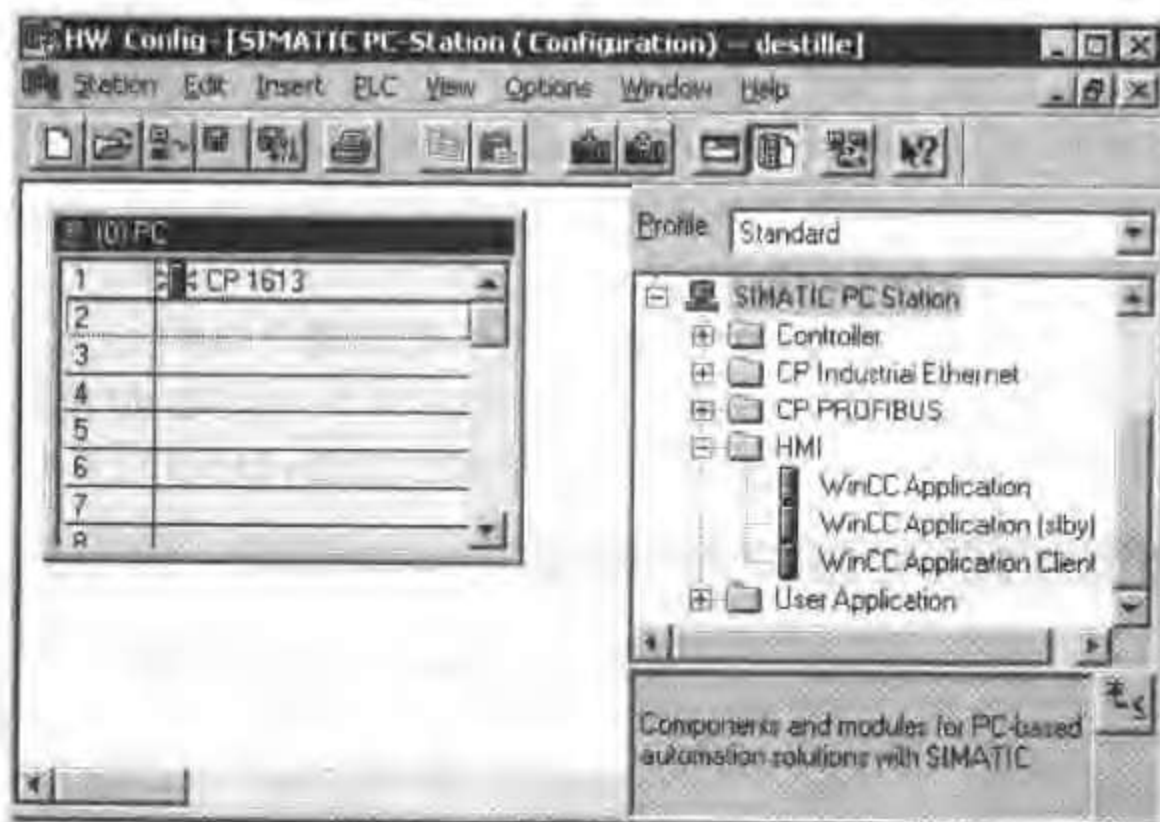 HW Config - [SIMATIC PC-Station (Configuration) -- destille]
Station Edit Insert PLC View Options Window Help
(0) PC
1 CP 1613
2
3
4
5
6
7
8
Profile Standard
SIMATIC PC Station
Controller
CP Industrial Ethernet
CP PROFIBUS
HMI
WinCC Application
WinCC Application (stby)
WinCC Application Client
User Application
Components and modules for PC-based
automation solutions with SIMATIC